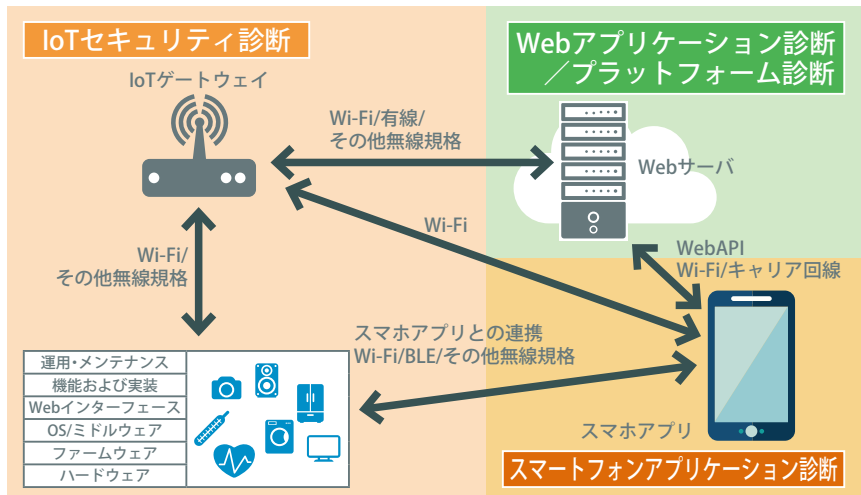 IoTセキュリティ診断
Webアプリケーション診断
／プラットフォーム診断
IoTゲートウェイ
Wi-Fi/有線/
その他無線規格
Webサーバ
Wi-Fi
Wi-Fi/
その他無線規格
WebAPI
Wi-Fi/キャリア回線
スマホアプリとの連携
Wi-Fi/BLE/その他無線規格
運用・メンテナンス
機能および実装
Webインターフェース
OS/ミドルウェア
ファームウェア
ハードウェア
スマホアプリ
スマートフォンアプリケーション診断